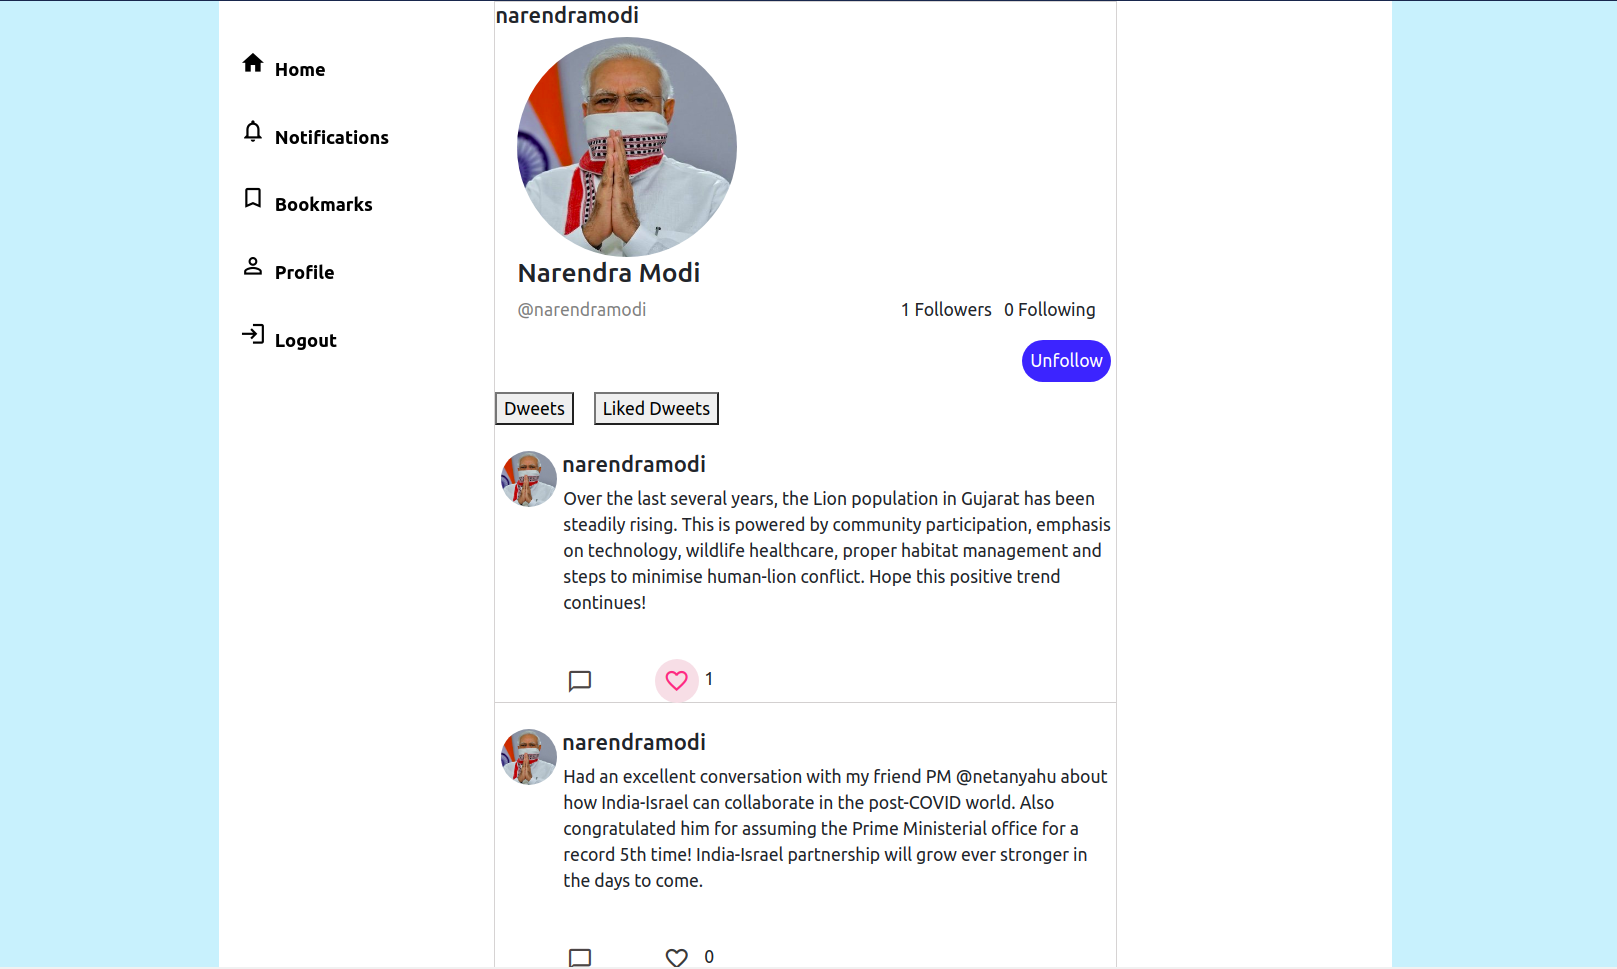 narendramodi
Home
Notifications
Bookmarks
Profile
Logout
Narendra Modi
@narendramodi
1 Followers 0 Following
Unfollow
Dweets Liked Dweets
narendramodi
Over the last several years, the Lion population in Gujarat has been
steadily rising. This is powered by community participation, emphasis
on technology, wildlife healthcare, proper habitat management and
steps to minimise human-lion conflict. Hope this positive trend
continues!
1
narendramodi
Had an excellent conversation with my friend PM @netanyahu about
how India-Israel can collaborate in the post-COVID world. Also
congratulated him for assuming the Prime Ministerial office for a
record 5th time! India-Israel partnership will grow ever stronger in
the days to come.
0